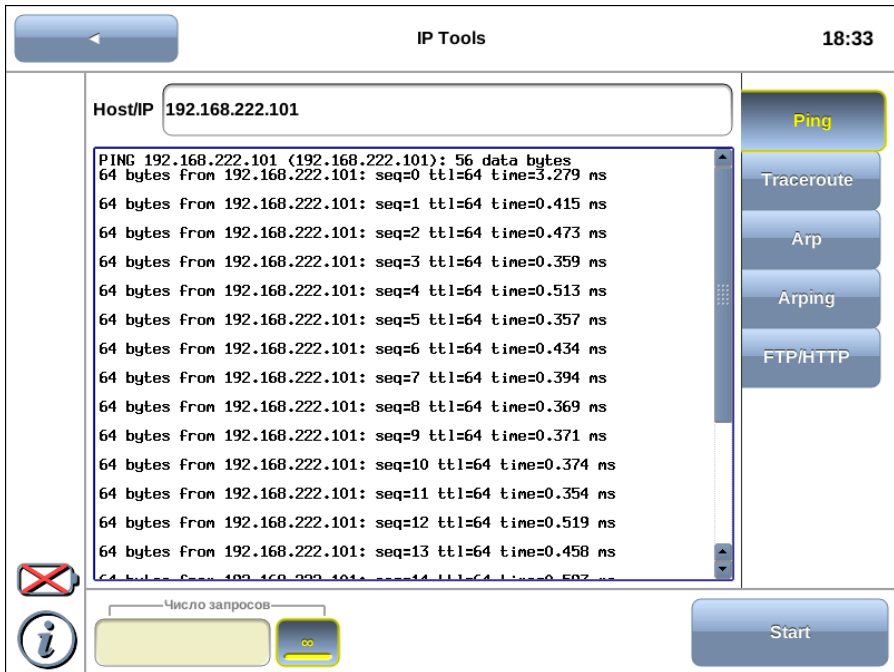 IP Tools
18:33
Host/IP 192.168.222.101
Ping
PING 192.168.222.101 (192.168.222.101): 56 data bytes
64 bytes from 192.168.222.101: seq=0 ttl=64 time=3.279 ms
64 bytes from 192.168.222.101: seq=1 ttl=64 time=0.415 ms
64 bytes from 192.168.222.101: seq=2 ttl=64 time=0.473 ms
64 bytes from 192.168.222.101: seq=3 ttl=64 time=0.359 ms
64 bytes from 192.168.222.101: seq=4 ttl=64 time=0.513 ms
64 bytes from 192.168.222.101: seq=5 ttl=64 time=0.357 ms
64 bytes from 192.168.222.101: seq=6 ttl=64 time=0.434 ms
64 bytes from 192.168.222.101: seq=7 ttl=64 time=0.394 ms
64 bytes from 192.168.222.101: seq=8 ttl=64 time=0.369 ms
64 bytes from 192.168.222.101: seq=9 ttl=64 time=0.371 ms
64 bytes from 192.168.222.101: seq=10 ttl=64 time=0.374 ms
64 bytes from 192.168.222.101: seq=11 ttl=64 time=0.354 ms
64 bytes from 192.168.222.101: seq=12 ttl=64 time=0.519 ms
64 bytes from 192.168.222.101: seq=13 ttl=64 time=0.458 ms
Traceroute
Arp
Arping
FTP/HTTP
Число запросов
∞
Start